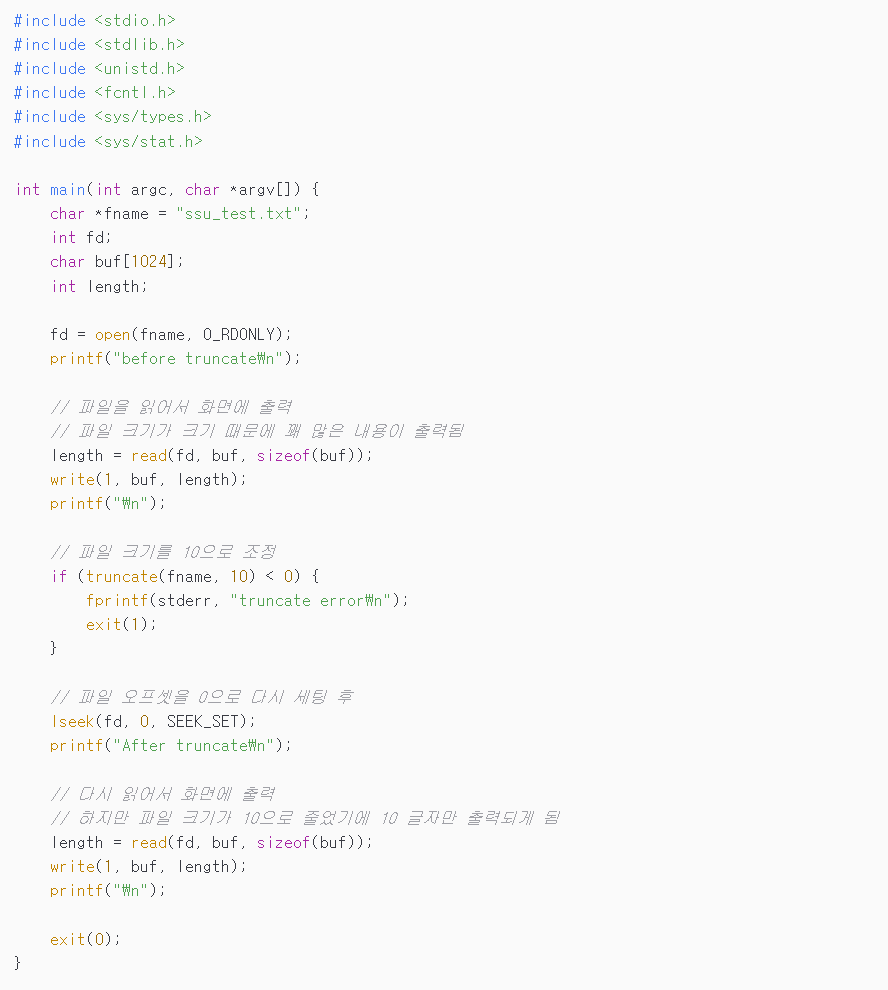 #include <stdio.h>
#include <stdlib.h>
#include <unistd.h>
#include <fcntl.h>
#include <sys/types.h>
#include <sys/stat.h>

int main(int argc, char *argv[]) {
    char *fname = "ssu_test.txt";
    int fd;
    char buf[1024];
    int length;

    fd = open(fname, O_RDONLY);
    printf("before truncate₩n");

    // 파일을 읽어서 화면에 출력
    // 파일 크기가 크기 때문에 꽤 많은 내용이 출력됨
    length = read(fd, buf, sizeof(buf));
    write(1, buf, length);
    printf("₩n");

    // 파일 크기를 10으로 조정
    if (truncate(fname, 10) < 0) {
        fprintf(stderr, "truncate error₩n");
        exit(1);
    }

    // 파일 오프셋을 0으로 다시 세팅 후
    lseek(fd, 0, SEEK_SET);
    printf("After truncate₩n");

    // 다시 읽어서 화면에 출력
    // 하지만 파일 크기가 10으로 줄었기에 10 글자만 출력되게 됨
    length = read(fd, buf, sizeof(buf));
    write(1, buf, length);
    printf("₩n");

    exit(0);
}